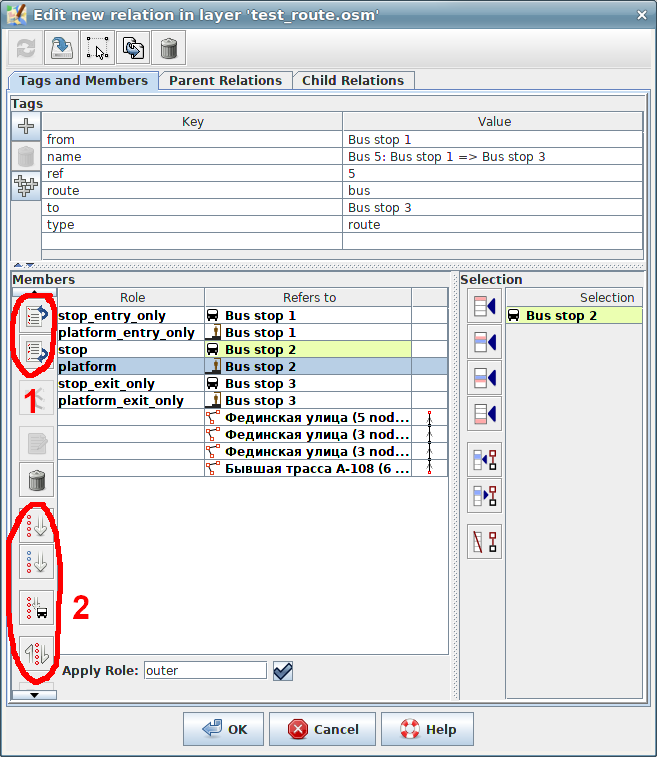 Edit new relation in layer 'test_route.osm'
Tags and Members Parent Relations Child Relations
Tags
Key Value
from Bus stop 1
name Bus 5: Bus stop 1 => Bus stop 3
ref 5
route bus
to Bus stop 3
type route
Members
Role Refers to
stop_entry_only Bus stop 1
platform_entry_only Bus stop 1
stop Bus stop 2
platform Bus stop 2
stop_exit_only Bus stop 3
platform_exit_only Bus stop 3
Фединская улица (5 nod...
Фединская улица (3 nod...
Фединская улица (3 nod...
Бывшая трасса А-108 (6 ...
1
2
Apply Role: outer
Selection
Selection
Bus stop 2
OK Cancel Help